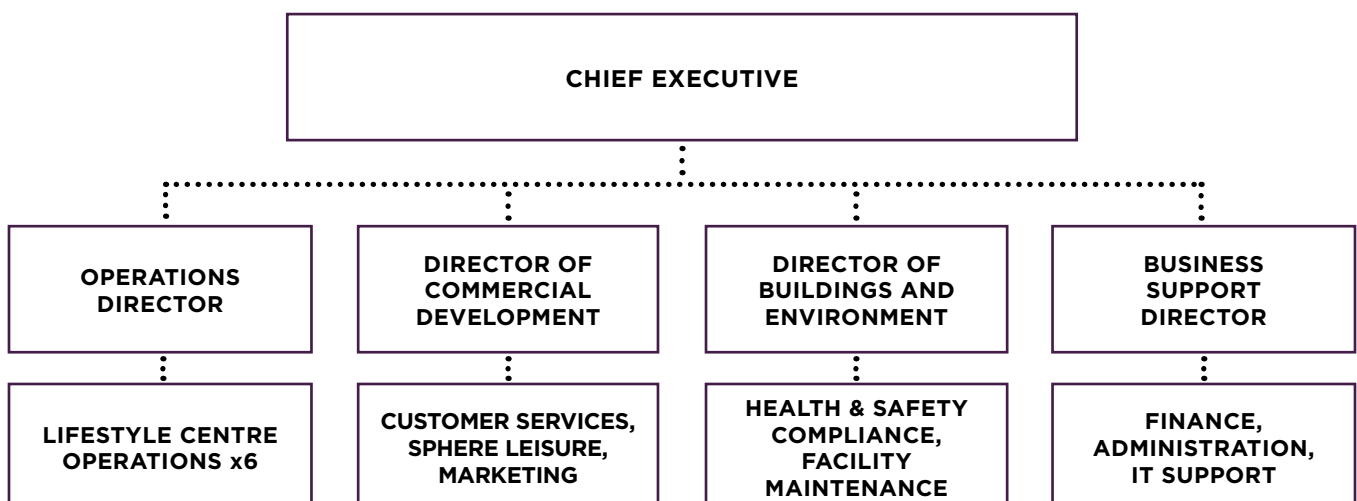 CHIEF EXECUTIVE
OPERATIONS
DIRECTOR
DIRECTOR OF
COMMERCIAL
DEVELOPMENT
DIRECTOR OF
BUILDINGS AND
ENVIRONMENT
BUSINESS
SUPPORT
DIRECTOR
LIFESTYLE CENTRE
OPERATIONS x6
CUSTOMER SERVICES,
SPHERE LEISURE,
MARKETING
HEALTH & SAFETY
COMPLIANCE,
FACILITY
MAINTENANCE
FINANCE,
ADMINISTRATION,
IT SUPPORT